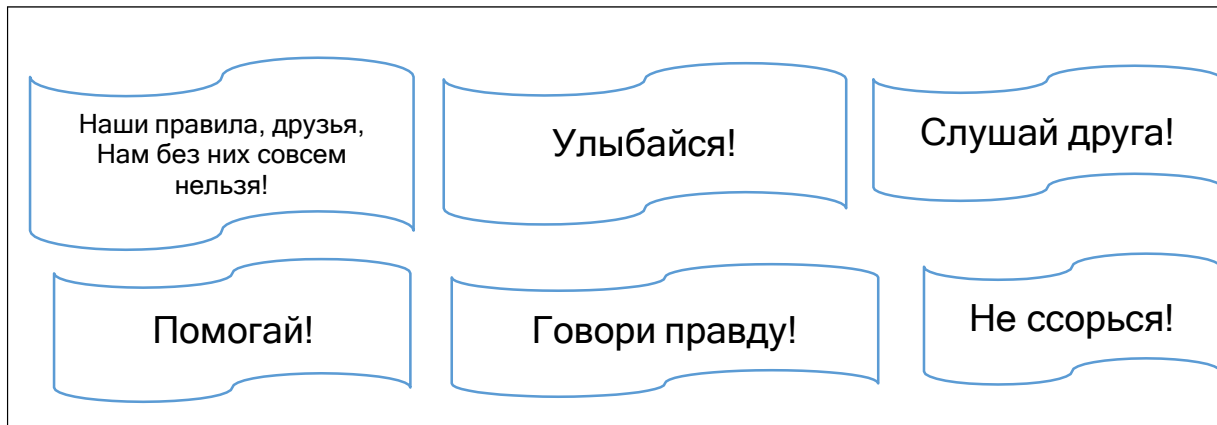 Наши правила, друзья,
Нам без них совсем
нельзя!
Улыбайся!
Слушай друга!
Помогай!
Говори правду!
Не ссорься!